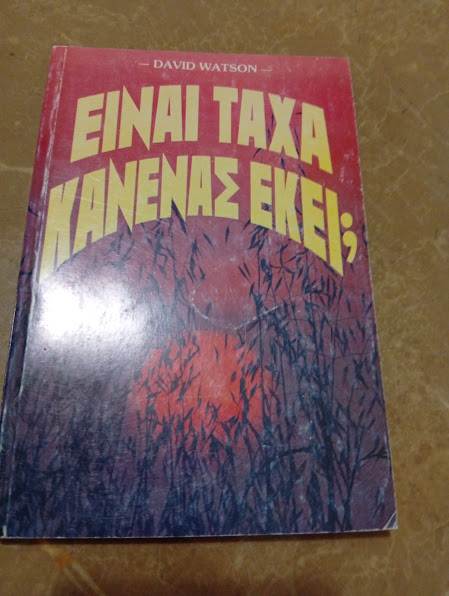 — DAVID WATSON —
ΕΙΝΑΙ ΤΑΧΑ
ΚΑΝΕΝΑΣ ΕΚΕΙ;